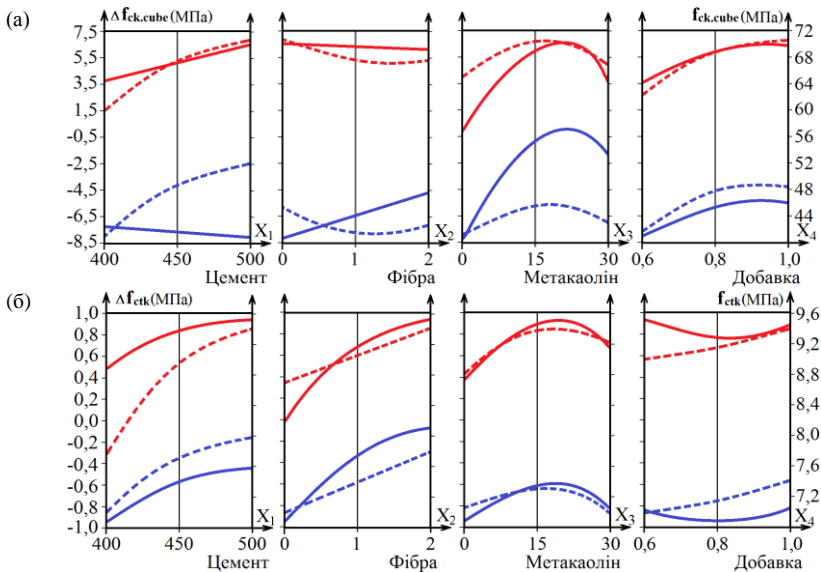 (а)
Δ fck.cube (МПа)
fck.cube (МПа)
7,5
5,5
3,5
1,5
-0,5
-2,5
-4,5
-6,5
-8,5
72
68
64
60
56
52
48
44
X1
X2
X3
X4
400 450 500
0 1 2
0 15 30
0,6 0,8 1,0
Цемент
Фібра
Метакаолін
Добавка
(б)
Δ fctk (МПа)
fctk (МПа)
1,0
0,8
0,6
0,4
0,2
0,0
-0,2
-0,4
-0,6
-0,8
-1,0
9,6
9,2
8,8
8,4
8,0
7,6
7,2
X1
X2
X3
X4
400 450 500
0 1 2
0 15 30
0,6 0,8 1,0
Цемент
Фібра
Метакаолін
Добавка